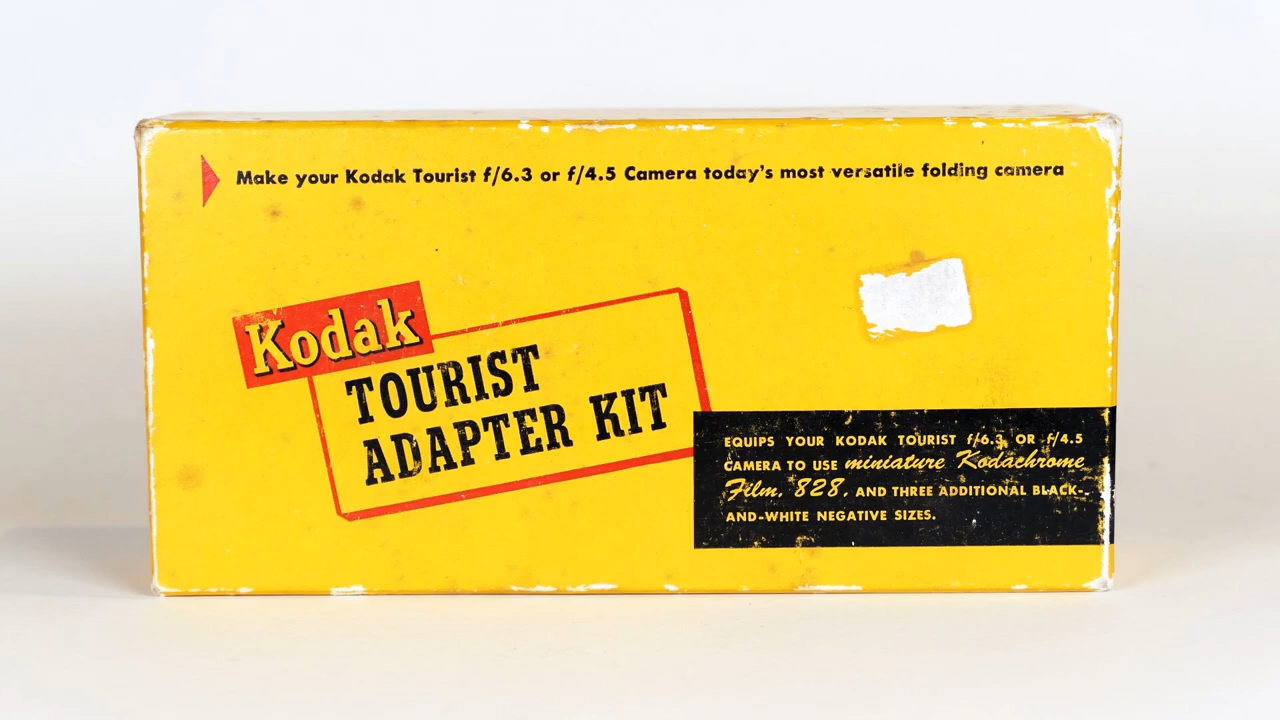 Make your Kodak Tourist f/6.3 or f/4.5 Camera today's most versatile folding camera
Kodak
TOURIST
ADAPTER KIT
EQUIPS YOUR KODAK TOURIST f/6.3 OR f/4.5
CAMERA TO USE miniature Kodachrome
Film, 828, AND THREE ADDITIONAL BLACK-
AND-WHITE NEGATIVE SIZES.